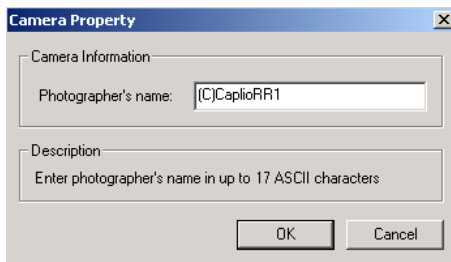 Camera Property
Camera Information
Photographer's name: (C)CaplioRR1
Description
Enter photographer's name in up to 17 ASCII characters
OK Cancel